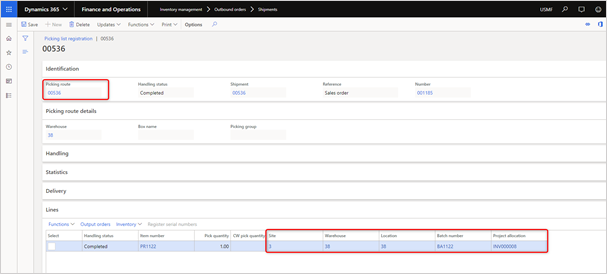 Dynamics 365 Finance and Operations Inventory management > Outbound orders > Shipments USMF
Save + New Delete Updates Functions Print Options
Picking list registration | 00536
00536
Identification
Picking route Handling status Shipment Reference Number
00536 Completed 00536 Sales order 001195
Picking route details
Warehouse Box name Picking group
38
Handling
Statistics
Delivery
Lines
Functions Output orders Inventory Register serial numbers
Select Handling status Item number Pick quantity CW pick quantity Site Warehouse Location Batch number Project allocation
Completed PR1122 1.00 3 38 38 BA1122